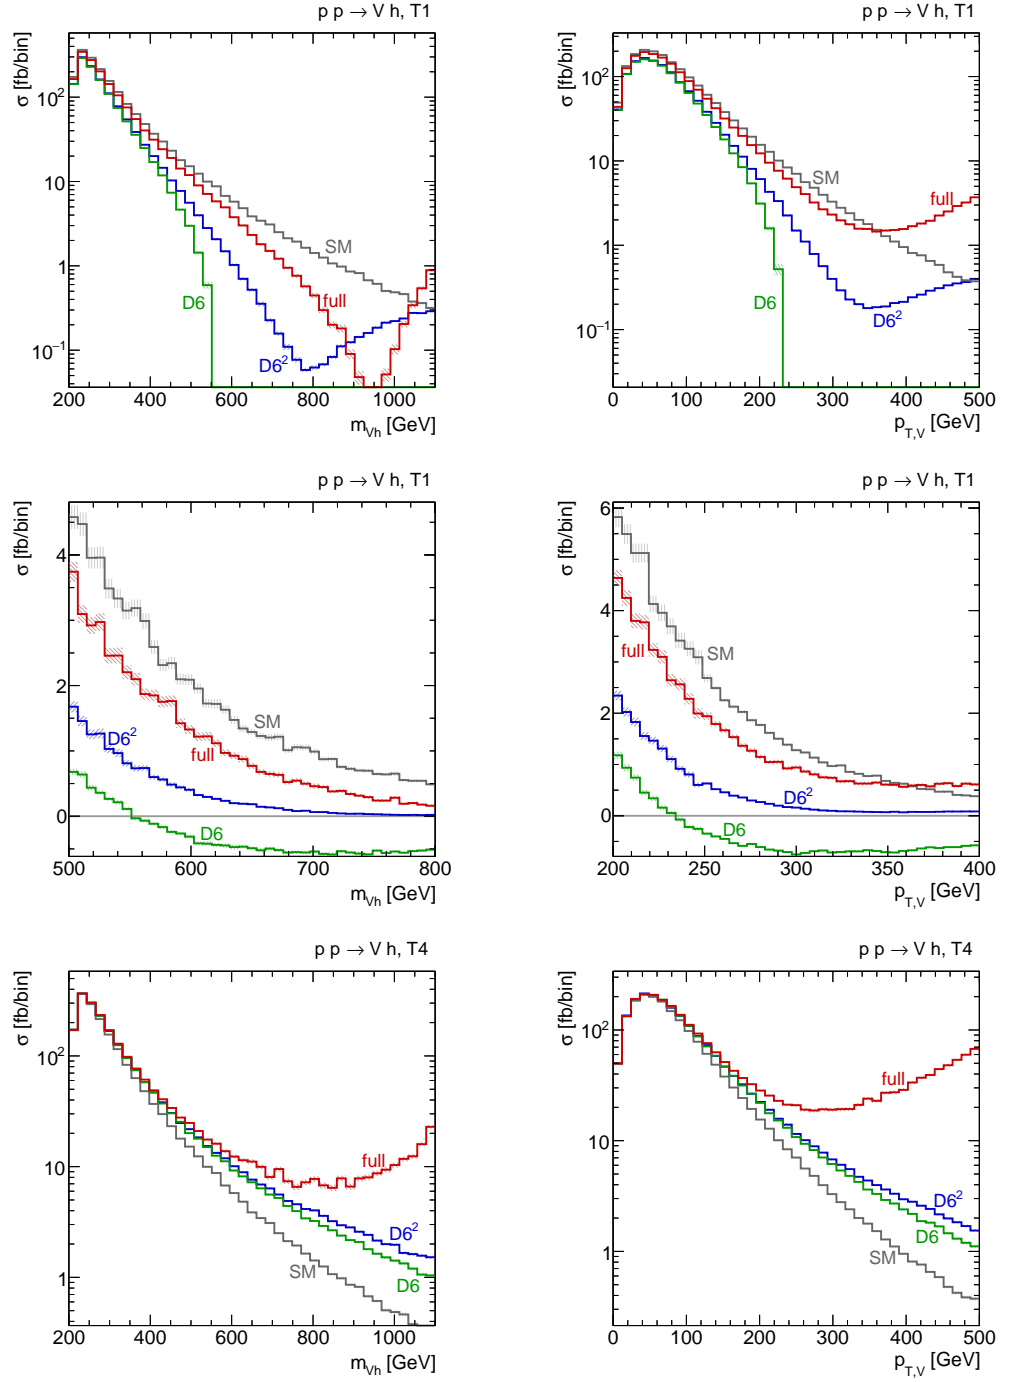 p p → V h, T1
σ [fb/bin]
10²
10
1
10⁻¹
SM
full
D6
D6²
200 400 600 800 1000
m_Vh [GeV]
p p → V h, T1
σ [fb/bin]
10²
10
1
10⁻¹
SM
full
D6
D6²
0 100 200 300 400 500
p_T,V [GeV]
p p → V h, T1
σ [fb/bin]
4
2
0
SM
D6²
full
D6
500 600 700 800
m_Vh [GeV]
p p → V h, T1
σ [fb/bin]
6
4
2
0
full
SM
D6²
D6
200 250 300 350 400
p_T,V [GeV]
p p → V h, T4
σ [fb/bin]
10²
10
1
full
D6²
SM
D6
200 400 600 800 1000
m_Vh [GeV]
p p → V h, T4
σ [fb/bin]
10²
10
1
full
D6²
D6
SM
0 100 200 300 400 500
p_T,V [GeV]